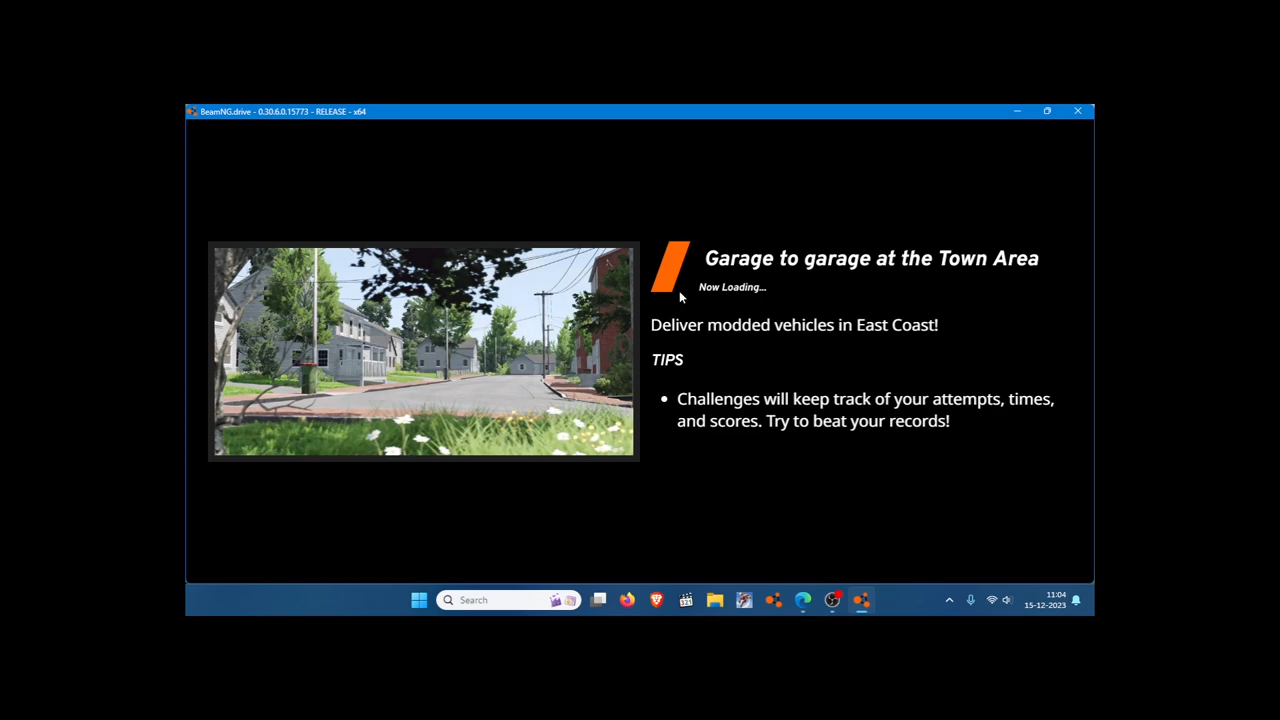 BeamNG.drive - 0.30.6.0.15773 - RELEASE - x64
Garage to garage at the Town Area
Now Loading...
Deliver modded vehicles in East Coast!
TIPS
• Challenges will keep track of your attempts, times,
and scores. Try to beat your records!
Search
11:04
15-12-2023